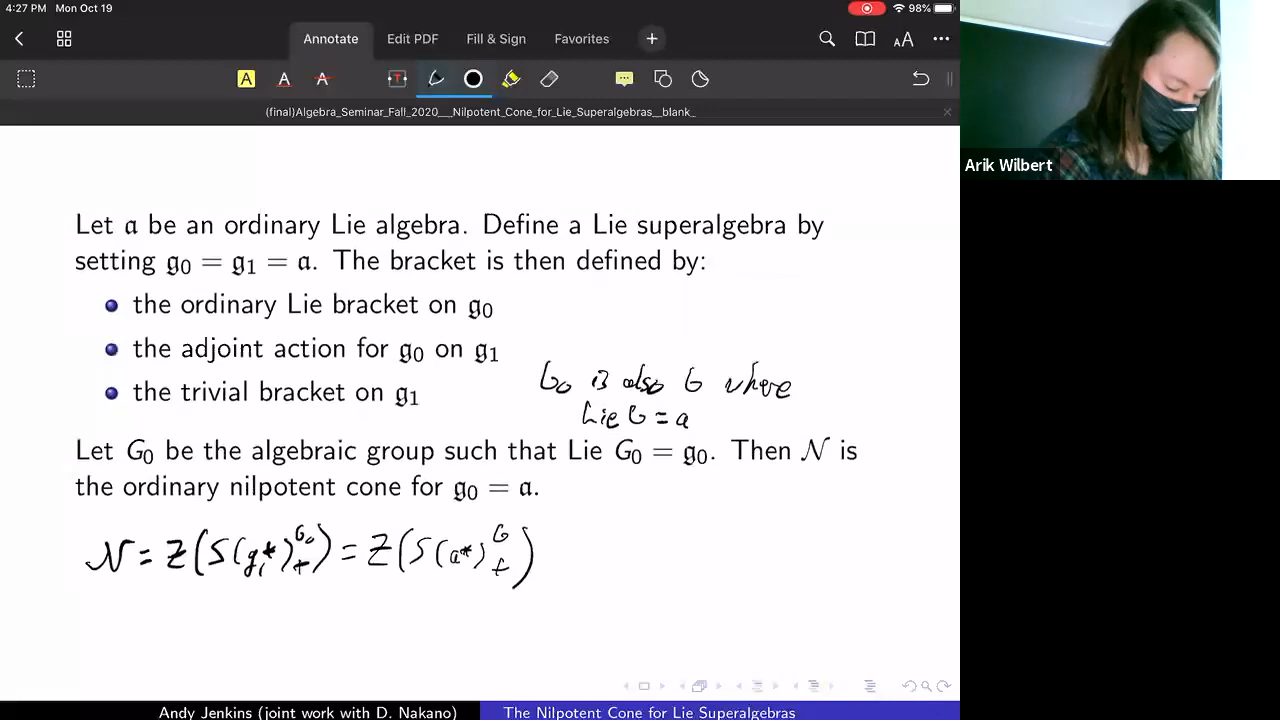 4:27 PM Mon Oct 19
98%
Annotate
Edit PDF
Fill & Sign
Favorites
AA
A
A
A
T
(final)Algebra_Seminar_Fall_2020___Nilpotent_Cone_for_Lie_Superalgebras__blank_
Arik Wilbert
Let 𝔞 be an ordinary Lie algebra. Define a Lie superalgebra by
setting 𝔤₀ = 𝔤₁ = 𝔞. The bracket is then defined by:
the ordinary Lie bracket on 𝔤₀
the adjoint action for 𝔤₀ on 𝔤₁
the trivial bracket on 𝔤₁
G₀ is also G where
Lie G = a
Let G₀ be the algebraic group such that Lie G₀ = 𝔤₀. Then 𝒩 is
the ordinary nilpotent cone for 𝔤₀ = 𝔞.
𝒩 = Z(S(g₁*)₊^G₀) = Z(S(a*)₊^G)
Andy Jenkins (joint work with D. Nakano)
The Nilpotent Cone for Lie Superalgebras